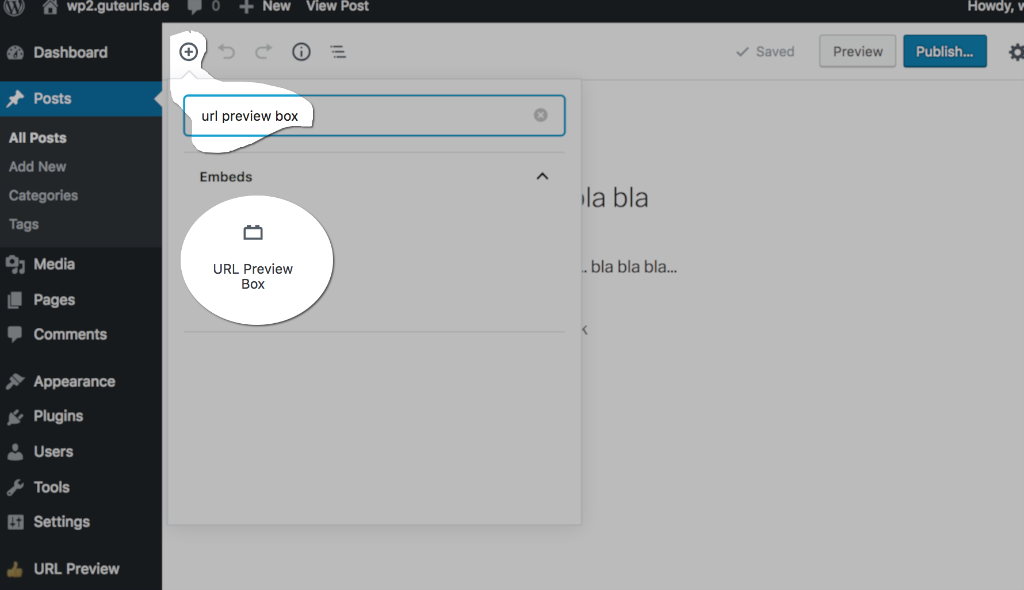 wp2.guteurls.de 0 New View Post Howdy, w
Dashboard
Saved Preview Publish...
Posts
All Posts
Add New
Categories
Tags
Media
Pages
Comments
Appearance
Plugins
Users
Tools
Settings
URL Preview
url preview box
Embeds
URL Preview
Box
la bla
.. bla bla bla...
k